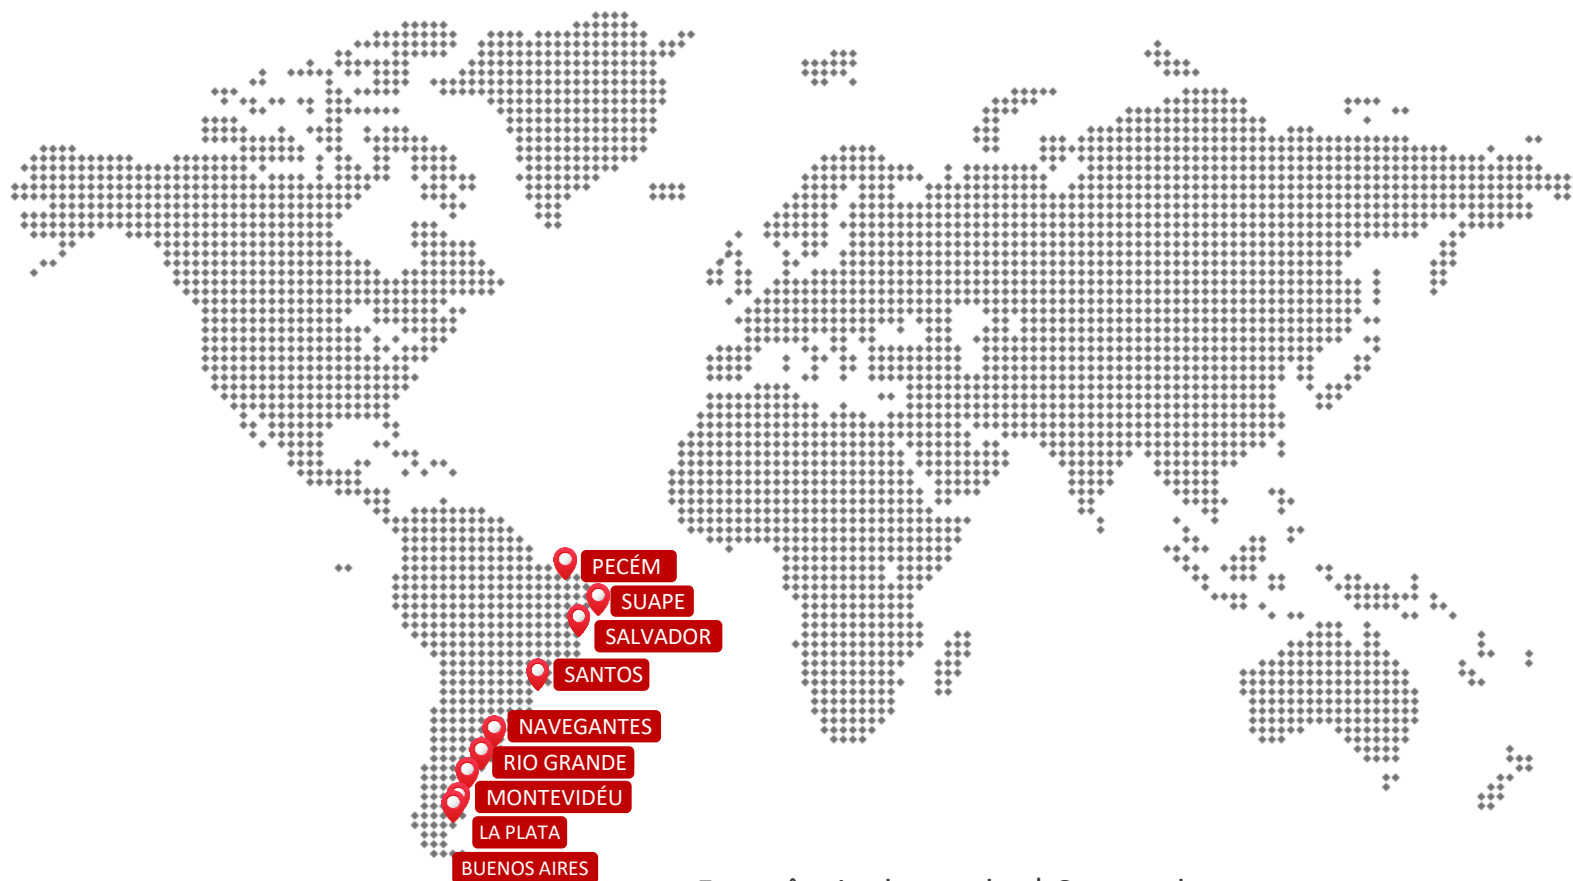 PECÉM
SUAPE
SALVADOR
SANTOS
NAVEGANTES
RIO GRANDE
MONTEVIDÉU
LA PLATA
BUENOS AIRES